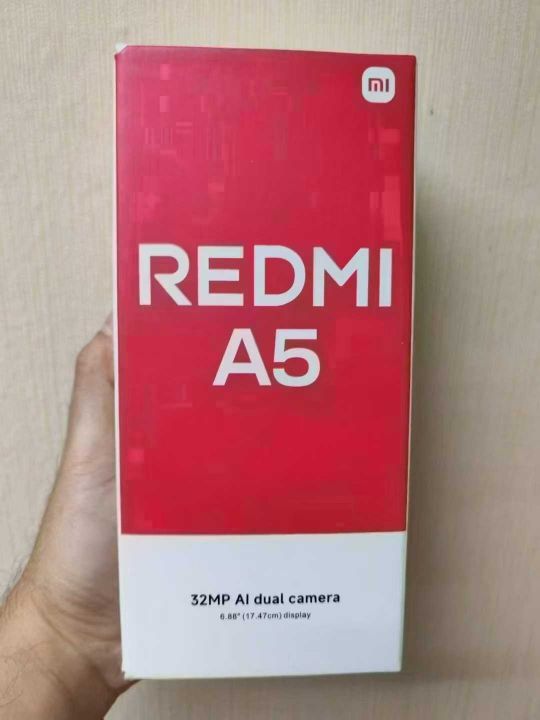 mi
REDMI
A5
32MP AI dual camera
6.88" (17.47cm) display